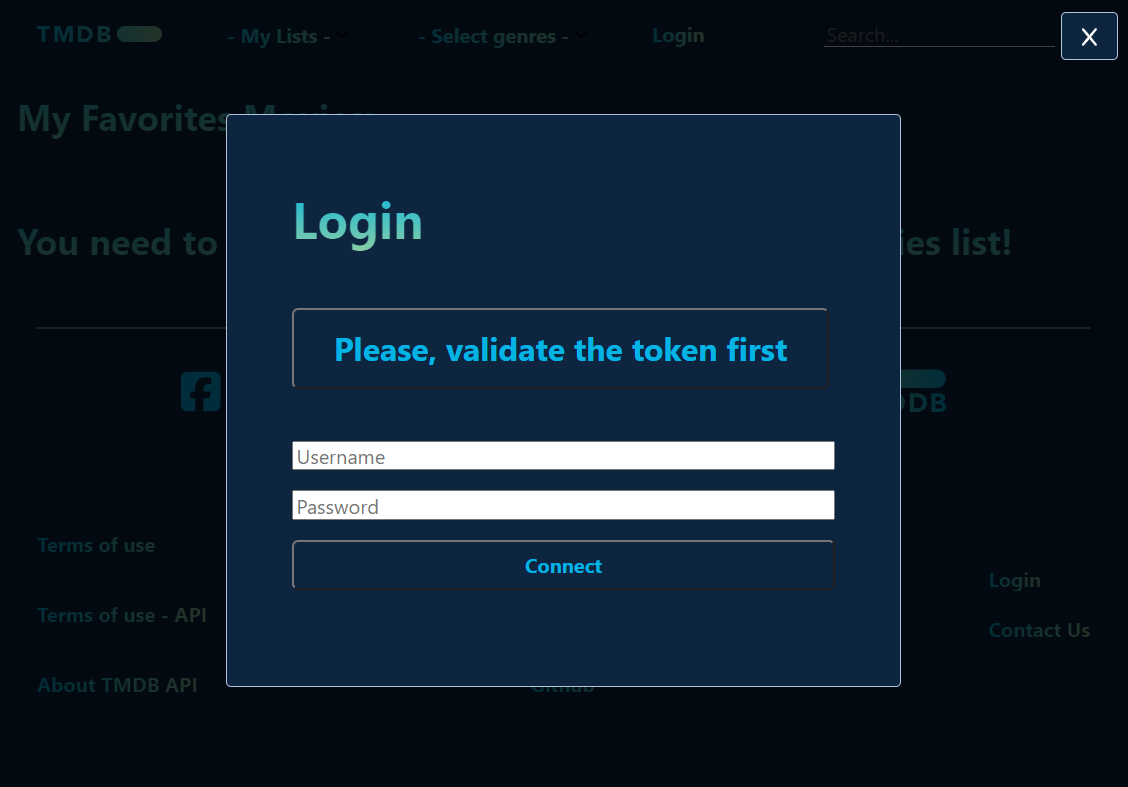 TMDB
- My Lists -
- Select genres -
Login
Search...
X
My Favorites Movies
Login
You need to
ies list!
Please, validate the token first
DB
Username
Password
Connect
Terms of use
Login
Terms of use - API
Contact Us
About TMDB API
Github